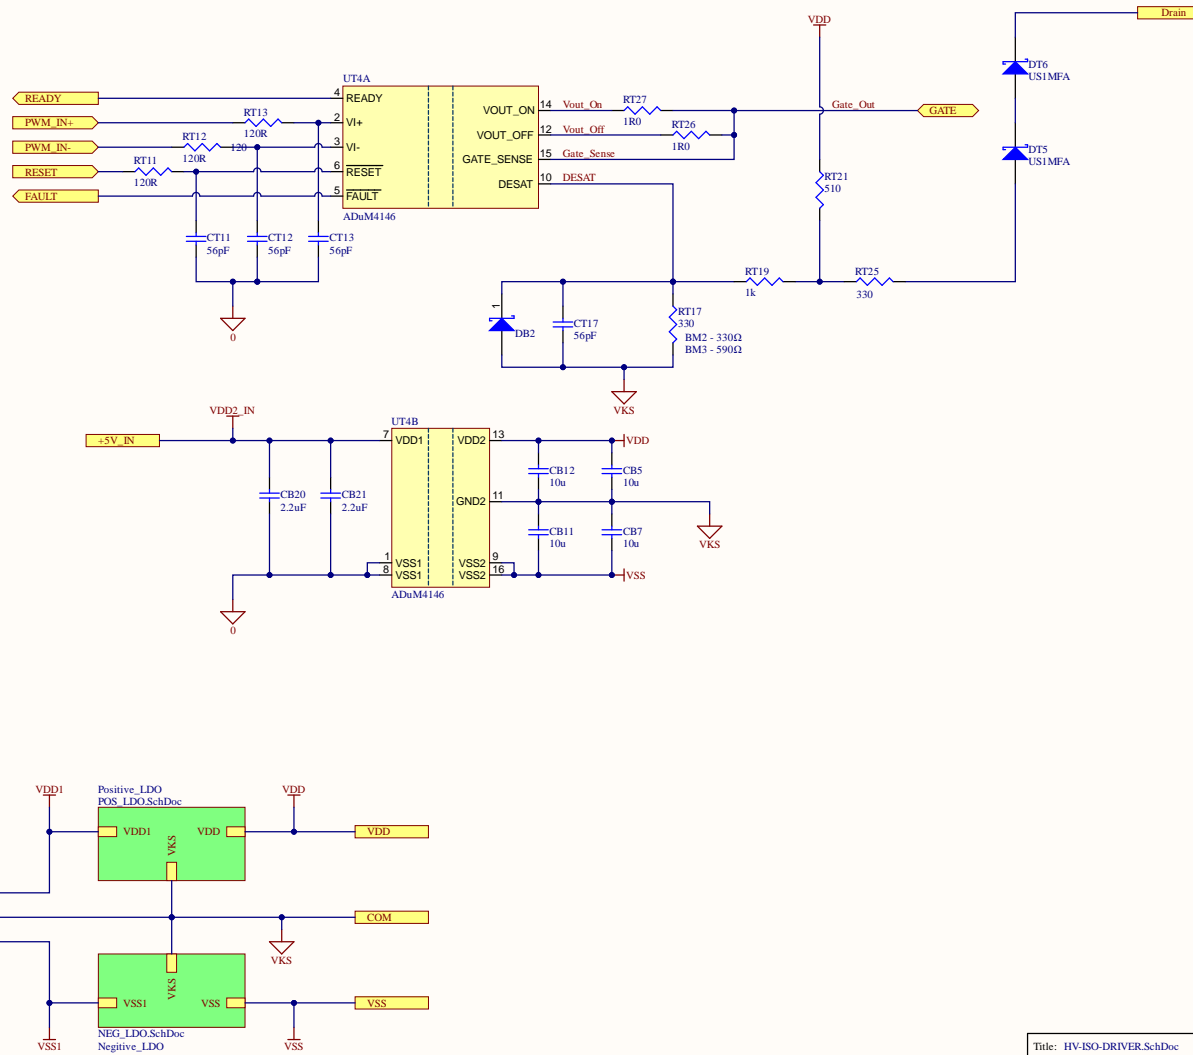 Drain
VDD
DT6
US1MFA
UT4A
READY
4
READY
VOUT_ON
14
Vout_On
RT27
1R0
Gate_Out
GATE
RT13
120R
PWM_IN+
2
VI+
VOUT_OFF
12
Vout_Off
RT26
1R0
RT12
120R
120
PWM_IN-
3
VI-
GATE_SENSE
15
Gate_Sense
DT5
US1MFA
RT11
120R
RESET
6
RESET
DESAT
10
DESAT
RT21
510
FAULT
5
FAULT
ADuM4146
CT11
56pF
CT12
56pF
CT13
56pF
0
RT19
1k
RT25
330
1
DB2
CT17
56pF
RT17
330
BM2 - 330Ω
BM3 - 590Ω
VKS
VDD2_IN
+5V_IN
UT4B
7
VDD1
VDD2
13
VDD
CB12
10u
CB5
10u
CB20
2.2uF
CB21
2.2uF
GND2
11
VKS
CB11
10u
CB7
10u
1
VSS1
8
VSS1
VSS2
9
VSS2
16
VSS
ADuM4146
0
VDD1
Positive_LDO
POS_LDO.SchDoc
VDD
VDD1
VDD
VKS
VDD
COM
VKS
VKS
VSS1
VSS
VSS
NEG_LDO.SchDoc
Negitive_LDO
VSS1
VSS
Title: HV-ISO-DRIVER.SchDoc